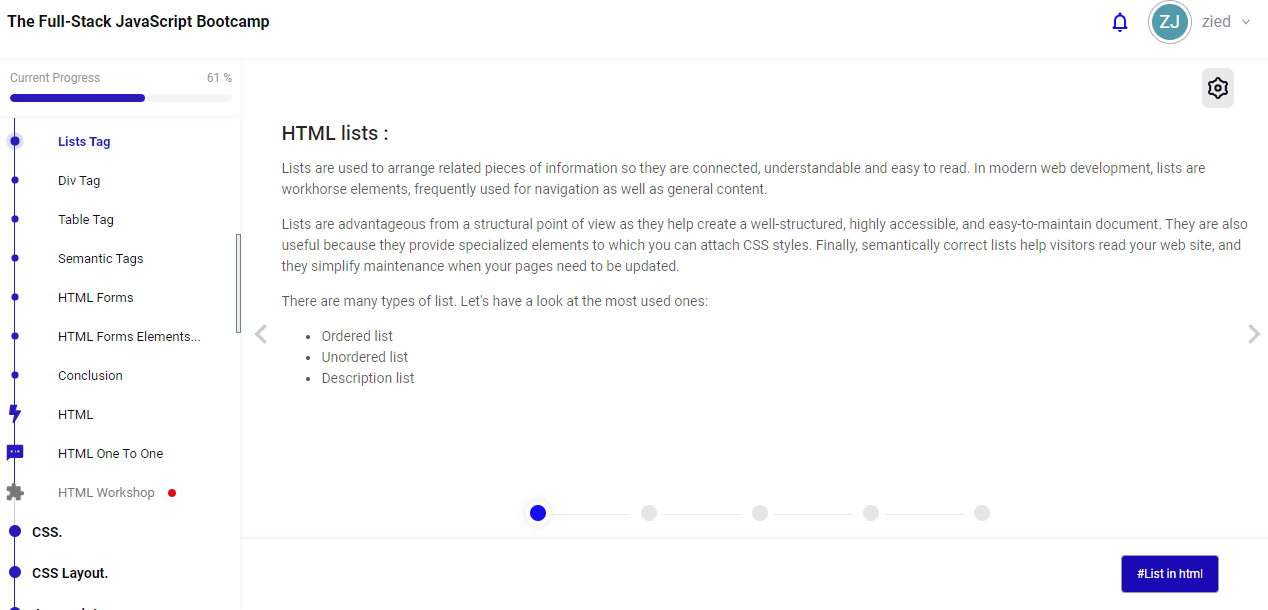 The Full-Stack JavaScript Bootcamp
ZJ
zied
Current Progress
61 %
Lists Tag
Div Tag
Table Tag
Semantic Tags
HTML Forms
HTML Forms Elements...
Conclusion
HTML
HTML One To One
HTML Workshop
CSS.
CSS Layout.
HTML lists :
Lists are used to arrange related pieces of information so they are connected, understandable and easy to read. In modern web development, lists are
workhorse elements, frequently used for navigation as well as general content.
Lists are advantageous from a structural point of view as they help create a well-structured, highly accessible, and easy-to-maintain document. They are also
useful because they provide specialized elements to which you can attach CSS styles. Finally, semantically correct lists help visitors read your web site, and
they simplify maintenance when your pages need to be updated.
There are many types of list. Let's have a look at the most used ones:
Ordered list
Unordered list
Description list
#List in html